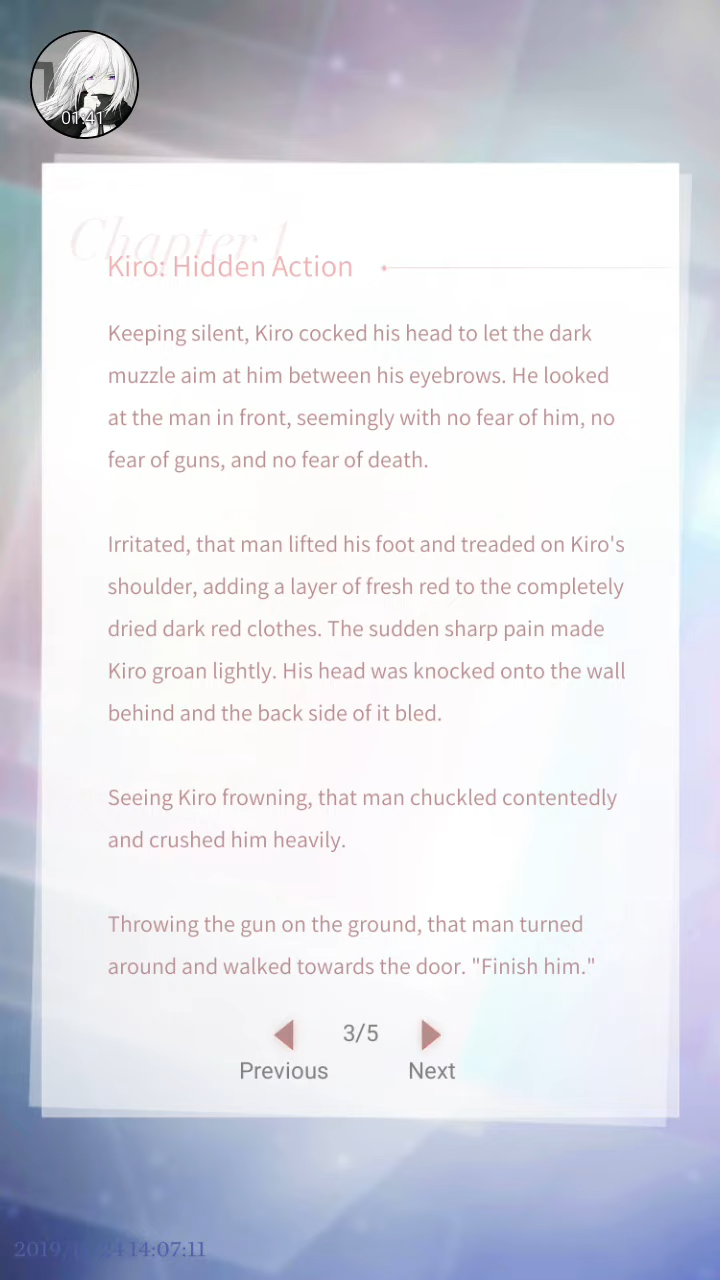 01:41
Chapter 1
Kiro: Hidden Action
Keeping silent, Kiro cocked his head to let the dark
muzzle aim at him between his eyebrows. He looked
at the man in front, seemingly with no fear of him, no
fear of guns, and no fear of death.
Irritated, that man lifted his foot and treaded on Kiro's
shoulder, adding a layer of fresh red to the completely
dried dark red clothes. The sudden sharp pain made
Kiro groan lightly. His head was knocked onto the wall
behind and the back side of it bled.
Seeing Kiro frowning, that man chuckled contentedly
and crushed him heavily.
Throwing the gun on the ground, that man turned
around and walked towards the door. "Finish him."
3/5
Previous Next
14:07:11